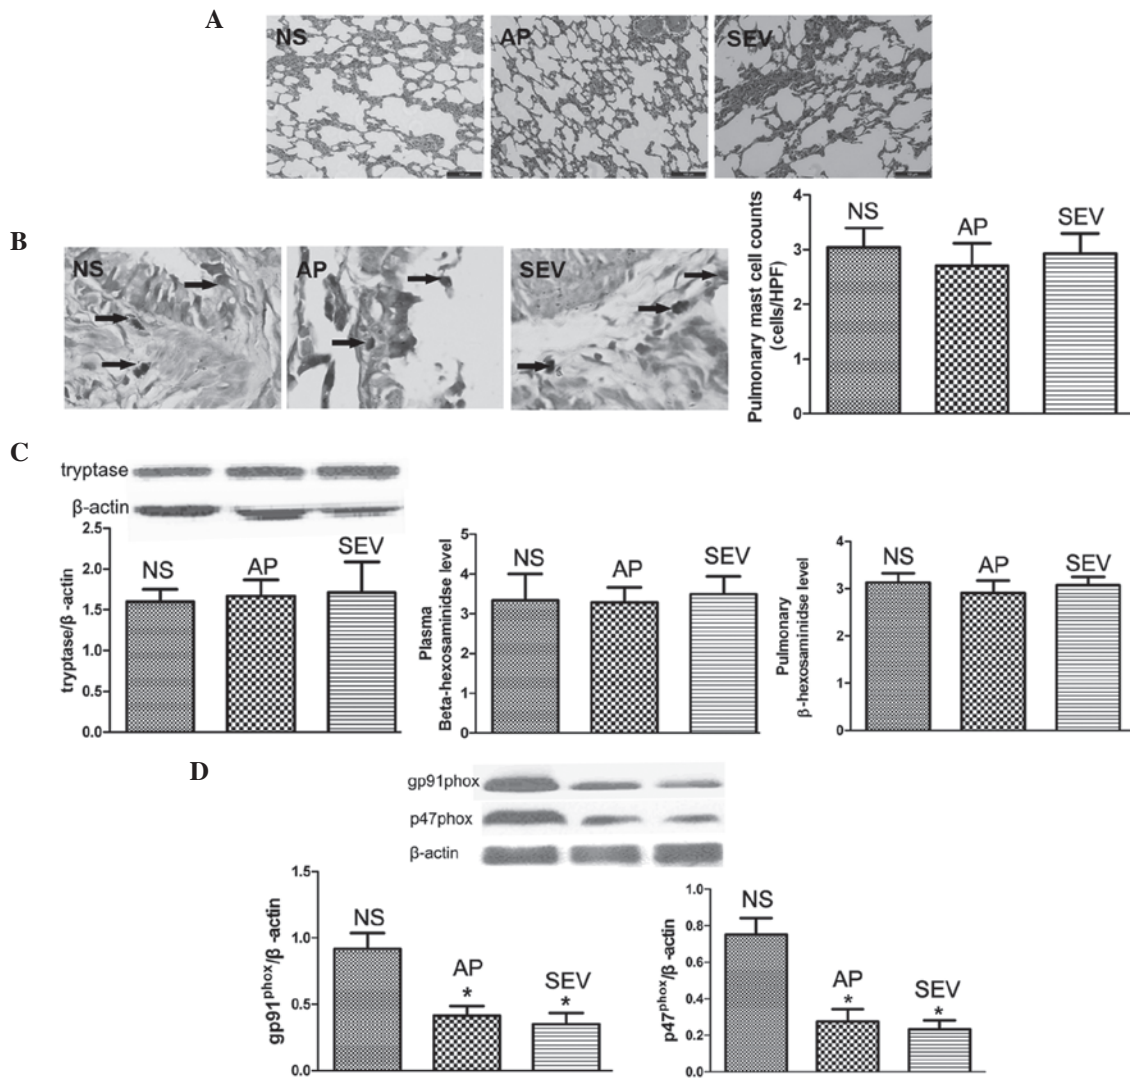 A
NS
AP
SEV
B
NS
AP
SEV
Pulmonary mast cell counts
(cells/HPF)
4
3
2
1
0
NS
AP
SEV
C
tryptase
β-actin
tryptase/β -actin
2.5
2.0
1.5
1.0
0.5
0.0
NS
AP
SEV
Plasma
Beta-hexosaminidse level
5
4
3
2
1
0
NS
AP
SEV
Pulmonary
β-hexosaminidse level
4
3
2
1
0
NS
AP
SEV
D
gp91phox
p47phox
β-actin
gp91phox/β -actin
1.5
1.0
0.5
0.0
NS
AP
*
SEV
*
p47phox/β -actin
1.0
0.8
0.6
0.4
0.2
0.0
NS
AP
*
SEV
*